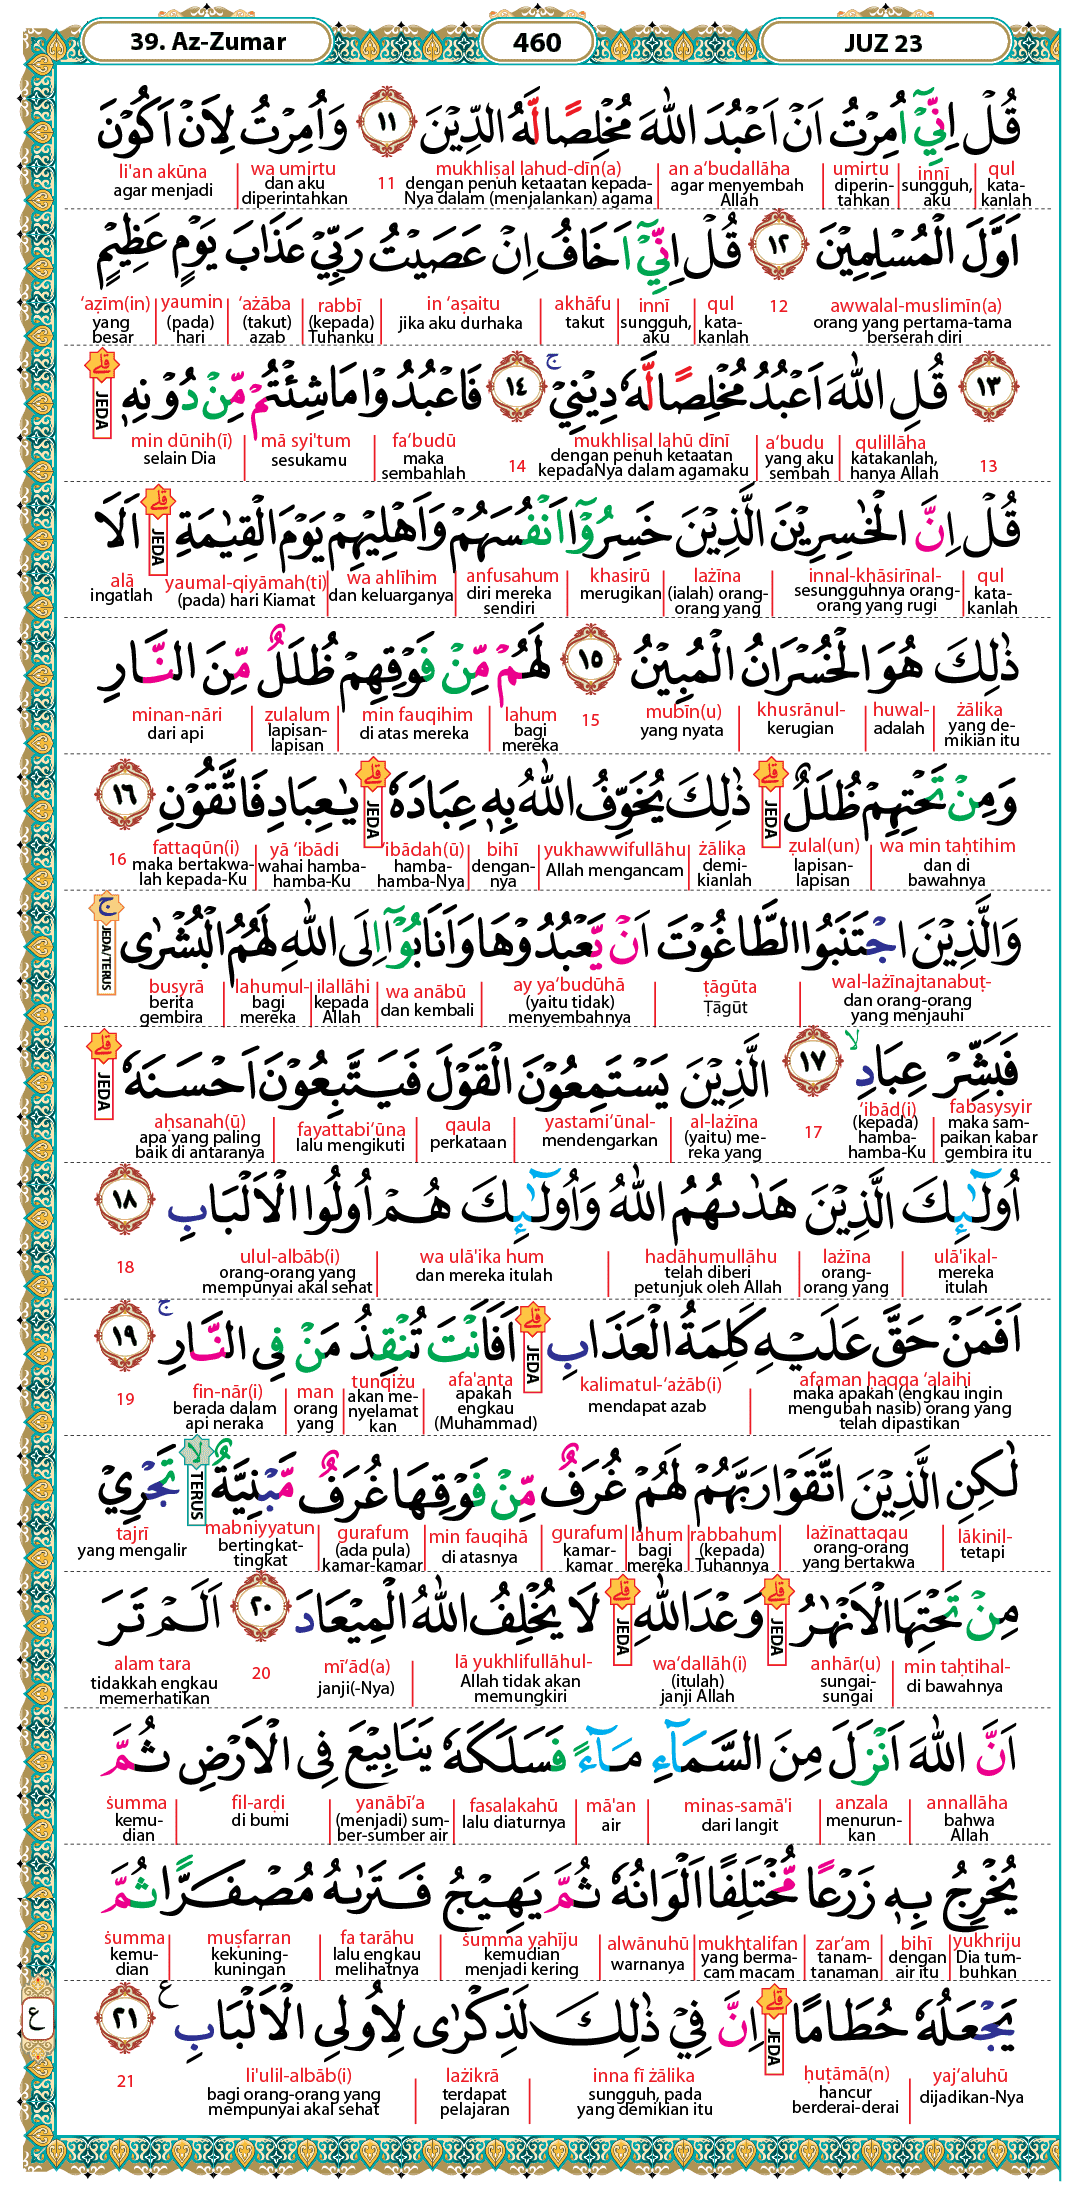 39. Az-Zumar 460 JUZ 23
قُلْ اِنِّيْٓ اُمِرْتُ اَنْ اَعْبُدَ اللّٰهَ مُخْلِصًا لَّهُ الدِّيْنَ ١١ وَاُمِرْتُ لِاَنْ اَكُوْنَ
qul innī umirtu an a‘budallāha mukhliṣal lahud-dīn(a) 11 wa umirtu li'an akūna
kata-kanlah sungguh, aku diperin-tahkan agar menyembah Allah dengan penuh ketaatan kepada-Nya dalam (menjalankan) agama dan aku diperintahkan agar menjadi
اَوَّلَ الْمُسْلِمِيْنَ ١٢ قُلْ اِنِّيْٓ اَخَافُ اِنْ عَصَيْتُ رَبِّيْ عَذَابَ يَوْمٍ عَظِيْمٍ
awwalal-muslimīn(a) 12 qul innī akhāfu in ‘aṣaitu rabbī ‘ażāba yaumin ‘aẓīm(in)
orang yang pertama-tama berserah diri kata-kanlah sungguh, aku takut jika aku durhaka (kepada) Tuhanku (takut) azab (pada) hari yang besar
١٣ قُلِ اللّٰهَ اَعْبُدُ مُخْلِصًا لَّهٗ دِيْنِيْۚ ١٤ فَاعْبُدُوْا مَا شِئْتُمْ مِّنْ دُوْنِهٖۗ JEDA
13 qulillāha a‘budu mukhliṣal lahū dīnī 14 fa‘budū mā syi'tum min dūnih(ī)
katakanlah, hanya Allah yang aku sembah dengan penuh ketaatan kepadaNya dalam agamaku maka sembahlah sesukamu selain Dia
قُلْ اِنَّ الْخٰسِرِيْنَ الَّذِيْنَ خَسِرُوْٓا اَنْفُسَهُمْ وَاَهْلِيْهِمْ يَوْمَ الْقِيٰمَةِۗ JEDA اَلَا
qul innal-khāsirīnal- lażīna khasirū anfusahum wa ahlīhim yaumal-qiyāmah(ti) alā
kata-kanlah sesungguhnya orang-orang yang rugi (ialah) orang-orang yang merugikan diri mereka sendiri dan keluarganya (pada) hari Kiamat ingatlah
ذٰلِكَ هُوَ الْخُسْرَانُ الْمُبِيْنُ ١٥ لَهُمْ مِّنْ فَوْقِهِمْ ظُلَلٌ مِّنَ النَّارِ
żālika huwal- khusrānul- mubīn(u) 15 lahum min fauqihim ẓulalum minan-nāri
yang de-mikian itu adalah kerugian yang nyata bagi mereka di atas mereka lapisan-lapisan dari api
وَمِنْ تَحْتِهِمْ ظُلَلٌۗ JEDA ذٰلِكَ يُخَوِّفُ اللّٰهُ بِهٖ عِبَادَهٗۗ JEDA يٰعِبَادِ فَاتَّقُوْنِ ١٦
wa min taḥtihim ẓulal(un) żālika yukhawwifullāhu bihī ‘ibādah(ū) yā ‘ibādi fattaqūn(i) 16
dan di bawahnya lapisan-lapisan demi-kianlah Allah mengancam dengan-nya hamba-hamba-Nya wahai hamba-hamba-Ku maka bertakwa-lah kepada-Ku
وَالَّذِيْنَ اجْتَنَبُوا الطَّاغُوْتَ اَنْ يَّعْبُدُوْهَا وَاَنَابُوْٓا اِلَى اللّٰهِ لَهُمُ الْبُشْرٰىۚ JEDA/TERUS
wal-lażīnajtanabuṭ- ṭāgūta ay ya‘budūhā wa anābū ilallāhi lahumul- busyrā
dan orang-orang yang menjauhi Ṭāgūt (yaitu tidak) menyembahnya dan kembali kepada Allah bagi mereka berita gembira
فَبَشِّرْ عِبَادِۙ ١٧ الَّذِيْنَ يَسْتَمِعُوْنَ الْقَوْلَ فَيَتَّبِعُوْنَ اَحْسَنَهٗۗ JEDA
fabasysyir ‘ibād(i) 17 al-lażīna yastami‘ūnal- qaula fayattabi‘ūna aḥsanah(ū)
maka sam-paikan kabar gembira itu (kepada) hamba-hamba-Ku (yaitu) me-reka yang mendengarkan perkataan lalu mengikuti apa yang paling baik di antaranya
اُولٰۤىِٕكَ الَّذِيْنَ هَدٰىهُمُ اللّٰهُ وَاُولٰۤىِٕكَ هُمْ اُولُوا الْاَلْبَابِ ١٨
ulā'ikal- lażīna hadāhumullāhu wa ulā'ika hum ulul-albāb(i) 18
mereka itulah orang-orang yang telah diberi petunjuk oleh Allah dan mereka itulah orang-orang yang mempunyai akal sehat
اَفَمَنْ حَقَّ عَلَيْهِ كَلِمَةُ الْعَذَابِۗ JEDA اَفَاَنْتَ تُنْقِذُ مَنْ فِى النَّارِۚ ١٩
afaman ḥaqqa ‘alaihi kalimatul-‘ażāb(i) afa'anta tunqiżu man fin-nār(i) 19
maka apakah (engkau ingin mengubah nasib) orang yang telah dipastikan mendapat azab apakah engkau (Muhammad) akan me-nyelamat kan orang yang berada dalam api neraka
لٰكِنِ الَّذِيْنَ اتَّقَوْا رَبَّهُمْ لَهُمْ غُرَفٌ مِّنْ فَوْقِهَا غُرَفٌ مَّبْنِيَّةٌۙ TERUS تَجْرِيْ
lākinil- lażīnattaqau rabbahum lahum gurafum min fauqihā gurafum mabniyyatun tajrī
tetapi orang-orang yang bertakwa (kepada) Tuhannya bagi mereka kamar-kamar di atasnya (ada pula) kamar-kamar bertingkat-tingkat yang mengalir
مِنْ تَحْتِهَا الْاَنْهٰرُۗ JEDA وَعْدَ اللّٰهِۗ JEDA لَا يُخْلِفُ اللّٰهُ الْمِيْعَادَ ٢٠ اَلَمْ تَرَ
min taḥtihal- anhār(u) wa‘dallāh(i) lā yukhlifullāhul- mī‘ād(a) 20 alam tara
di bawahnya sungai-sungai (itulah) janji Allah Allah tidak akan memungkiri janji(-Nya) tidakkah engkau memerhatikan
اَنَّ اللّٰهَ اَنْزَلَ مِنَ السَّمَاۤءِ مَاۤءً فَسَلَكَهٗ يَنَابِيْعَ فِى الْاَرْضِ ثُمَّ
annallāha anzala minas-samā'i mā'an fasalakahū yanābī‘a fil-arḍi ṡumma
bahwa Allah menurun-kan dari langit air lalu diaturnya (menjadi) sum-ber-sumber air di bumi kemu-dian
يُخْرِجُ بِهٖ زَرْعًا مُّخْتَلِفًا اَلْوَانُهٗ ثُمَّ يَهِيْجُ فَتَرٰىهُ مُصْفَرًّا ثُمَّ
yukhriju bihī zar‘am mukhtalifan alwānuhū ṡumma yahīju fa tarāhu muṣfarran ṡumma
Dia tum-buhkan dengan air itu tanam-tanaman yang berma-cam macam warnanya kemudian menjadi kering lalu engkau melihatnya kekuning-kuningan kemu-dian
يَجْعَلُهٗ حُطَامًاۗ JEDA اِنَّ فِيْ ذٰلِكَ لَذِكْرٰى لِاُولِى الْاَلْبَابِ ࣖ ٢١
yaj‘aluhū ḥuṭāmā(n) inna fī żālika lażikrā li'ulil-albāb(i) 21
dijadikan-Nya hancur berderai-derai sungguh, pada yang demikian itu terdapat pelajaran bagi orang-orang yang mempunyai akal sehat
ع